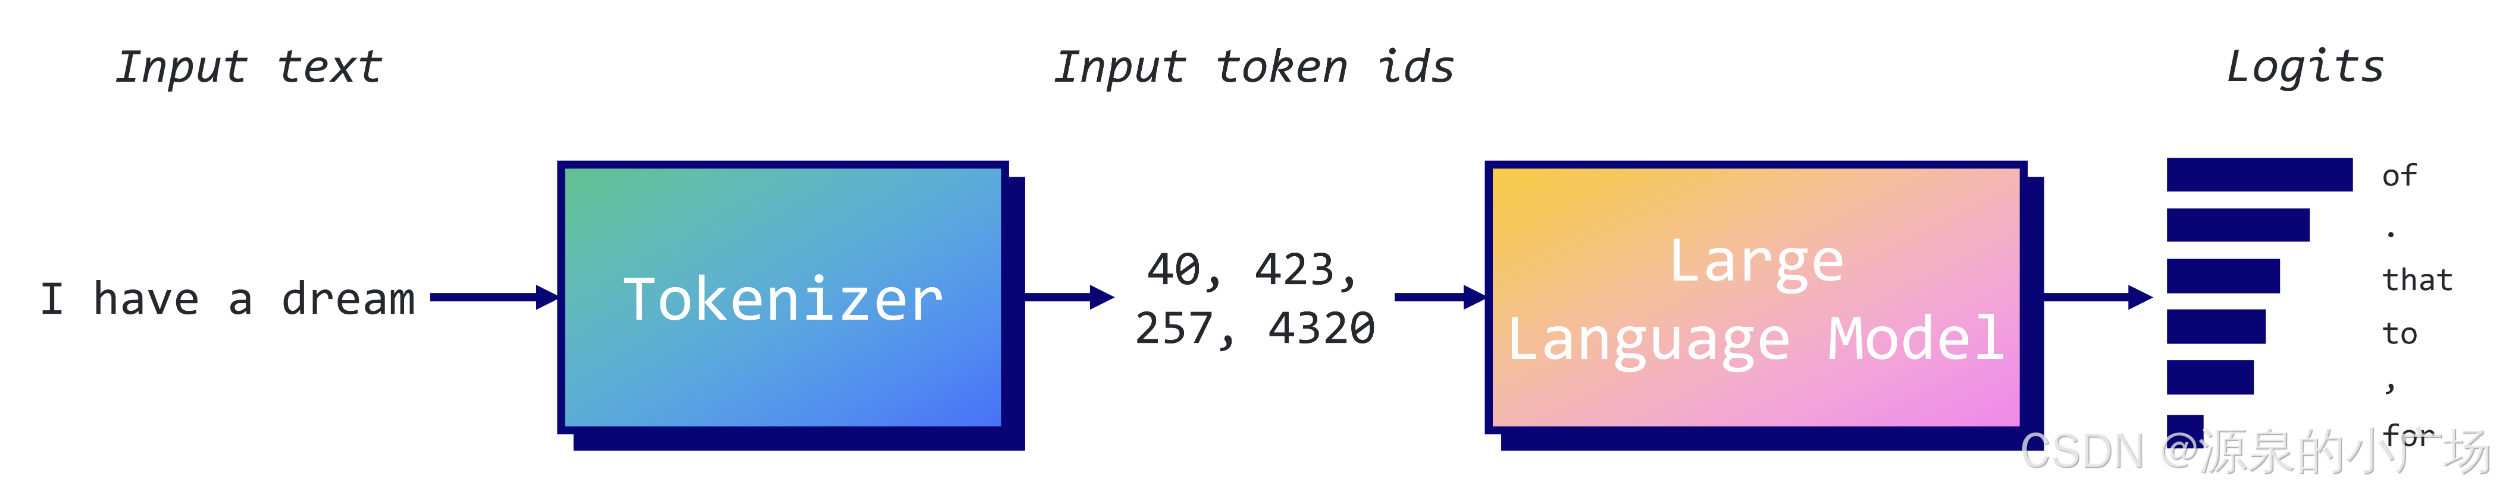 Input text
Input token ids
Logits
I have a dream
Tokenizer
40, 423,
257, 4320
Large
Language Model
of
.
that
to
,
for
CSDN @源泉的小广场